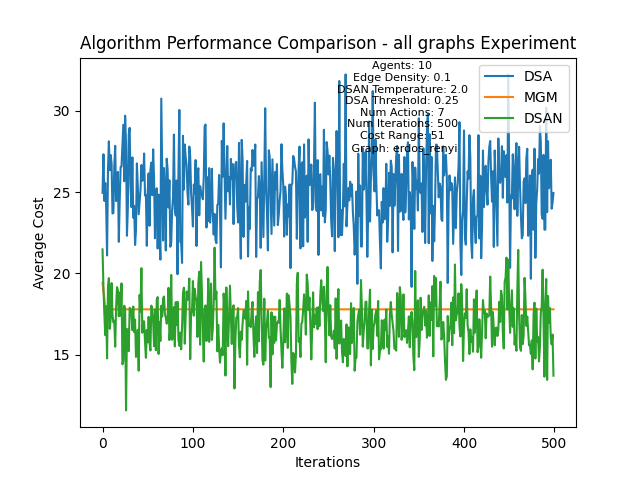 Algorithm Performance Comparison - all graphs Experiment
Agents: 10
Edge Density: 0.1
DSAN Temperature: 2.0
DSA Threshold: 0.25
Num Actions: 7
Num Iterations: 500
Cost Range: 51
Graph: erdos_renyi
DSA
MGM
DSAN
30
25
20
15
Average Cost
0
100
200
300
400
500
Iterations